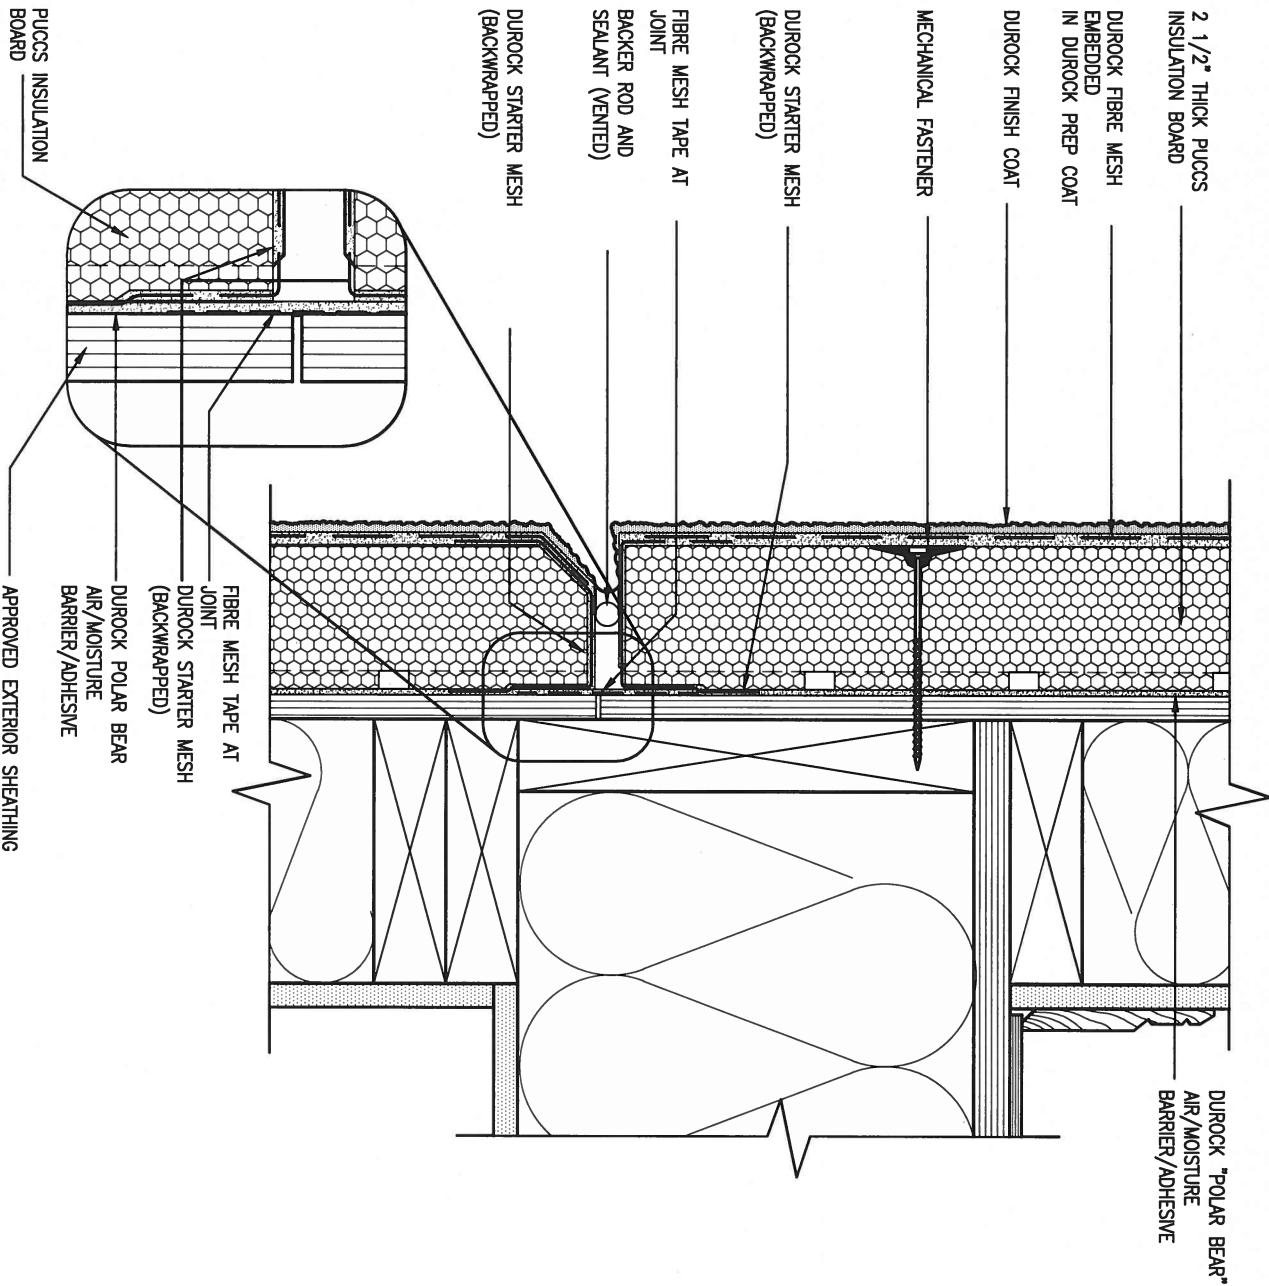 2 1/2" THICK PUCCS
INSULATION BOARD
DUROCK FIBRE MESH
EMBEDDED
IN DUROCK PREP COAT
DUROCK FINISH COAT
MECHANICAL FASTENER
DUROCK STARTER MESH
(BACKWRAPPED)
FIBRE MESH TAPE AT
JOINT
BACKER ROD AND
SEALANT (VENTED)
DUROCK STARTER MESH
(BACKWRAPPED)
PUCCS INSULATION
BOARD
DUROCK "POLAR BEAR"
AIR/MOISTURE
BARRIER/ADHESIVE
FIBRE MESH TAPE AT
JOINT
DUROCK STARTER MESH
(BACKWRAPPED)
DUROCK POLAR BEAR
AIR/MOISTURE
BARRIER/ADHESIVE
APPROVED EXTERIOR SHEATHING